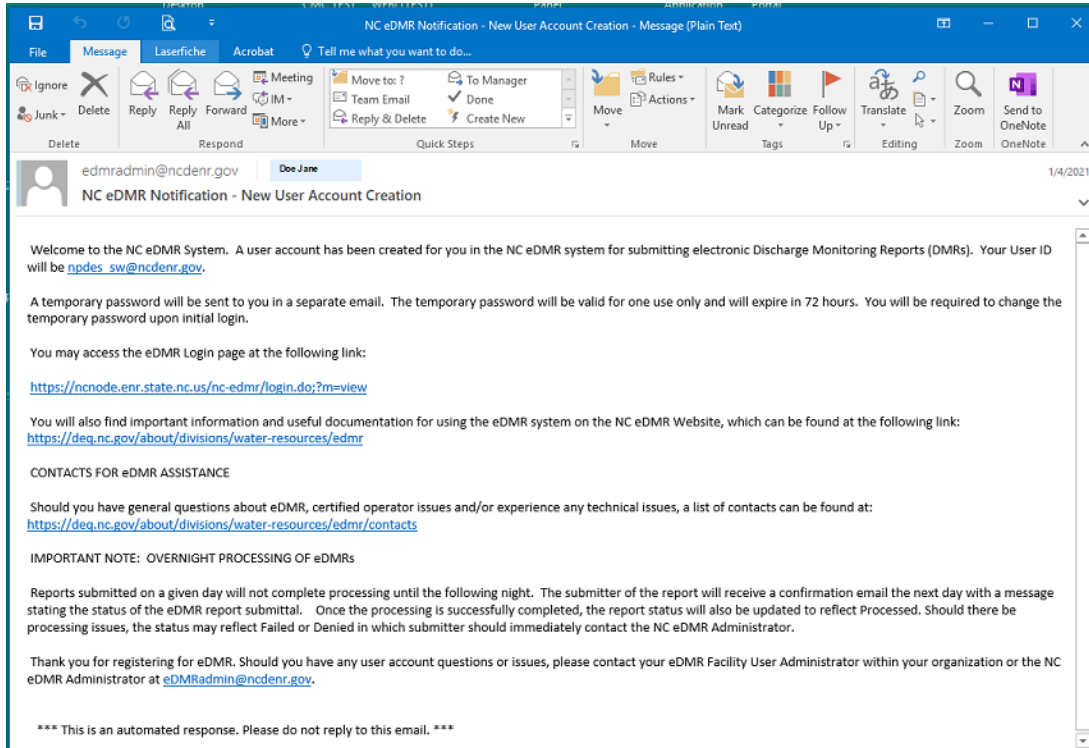 Desktop CMC TEST WEBUTEST1 Panel Application Portal
NC eDMR Notification - New User Account Creation - Message (Plain Text)
File Message Laserfiche Acrobat Tell me what you want to do...
Ignore
Junk
Delete
Reply
Reply All
Forward
Meeting
IM
More
Move to: ?
Team Email
Reply & Delete
To Manager
Done
Create New
Move
Rules
Actions
Mark Unread
Categorize
Follow Up
Translate
Zoom
Send to OneNote
Delete Respond Quick Steps Move Tags Editing Zoom OneNote
edmradmin@ncdenr.gov Doe Jane 1/4/2021
NC eDMR Notification - New User Account Creation
Welcome to the NC eDMR System. A user account has been created for you in the NC eDMR system for submitting electronic Discharge Monitoring Reports (DMRs). Your User ID
will be npdes_sw@ncdenr.gov.
A temporary password will be sent to you in a separate email. The temporary password will be valid for one use only and will expire in 72 hours. You will be required to change the
temporary password upon initial login.
You may access the eDMR Login page at the following link:
https://ncnode.enr.state.nc.us/nc-edmr/login.do;?m=view
You will also find important information and useful documentation for using the eDMR system on the NC eDMR Website, which can be found at the following link:
https://deq.nc.gov/about/divisions/water-resources/edmr
CONTACTS FOR eDMR ASSISTANCE
Should you have general questions about eDMR, certified operator issues and/or experience any technical issues, a list of contacts can be found at:
https://deq.nc.gov/about/divisions/water-resources/edmr/contacts
IMPORTANT NOTE: OVERNIGHT PROCESSING OF eDMRs
Reports submitted on a given day will not complete processing until the following night. The submitter of the report will receive a confirmation email the next day with a message
stating the status of the eDMR report submittal. Once the processing is successfully completed, the report status will also be updated to reflect Processed. Should there be
processing issues, the status may reflect Failed or Denied in which submitter should immediately contact the NC eDMR Administrator.
Thank you for registering for eDMR. Should you have any user account questions or issues, please contact your eDMR Facility User Administrator within your organization or the NC
eDMR Administrator at eDMRadmin@ncdenr.gov.
*** This is an automated response. Please do not reply to this email. ***